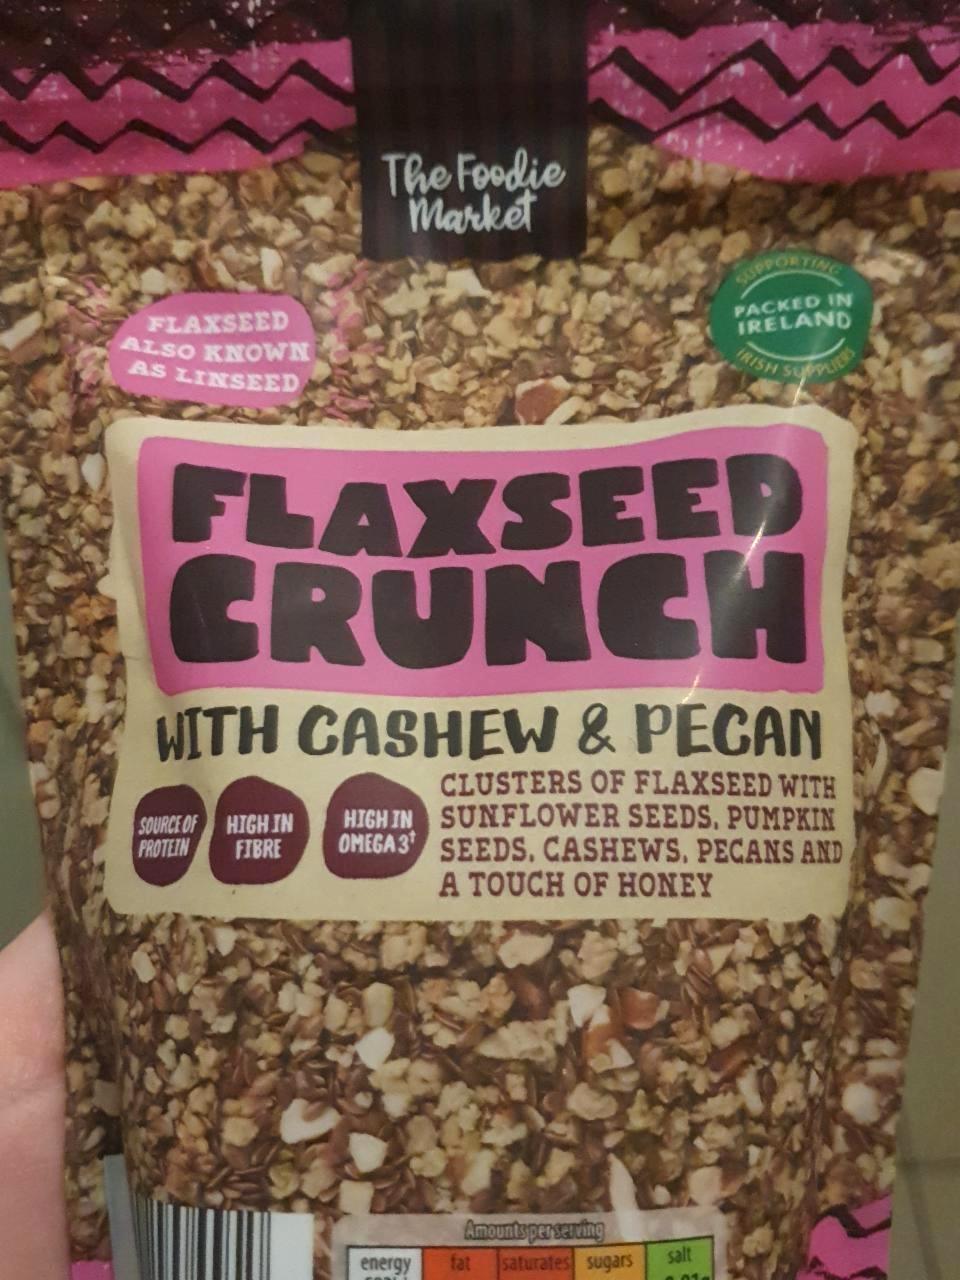 The Foodie
Market
FLAXSEED
ALSO KNOWN
AS LINSEED
SUPPORTING
PACKED IN
IRELAND
IRISH SUPPLIERS
FLAXSEED
CRUNCH
WITH CASHEW & PECAN
SOURCE OF
PROTEIN
HIGH IN
FIBRE
HIGH IN
OMEGA 3†
CLUSTERS OF FLAXSEED WITH
SUNFLOWER SEEDS, PUMPKIN
SEEDS, CASHEWS, PECANS AND
A TOUCH OF HONEY
Amounts per serving
energy fat saturates sugars salt